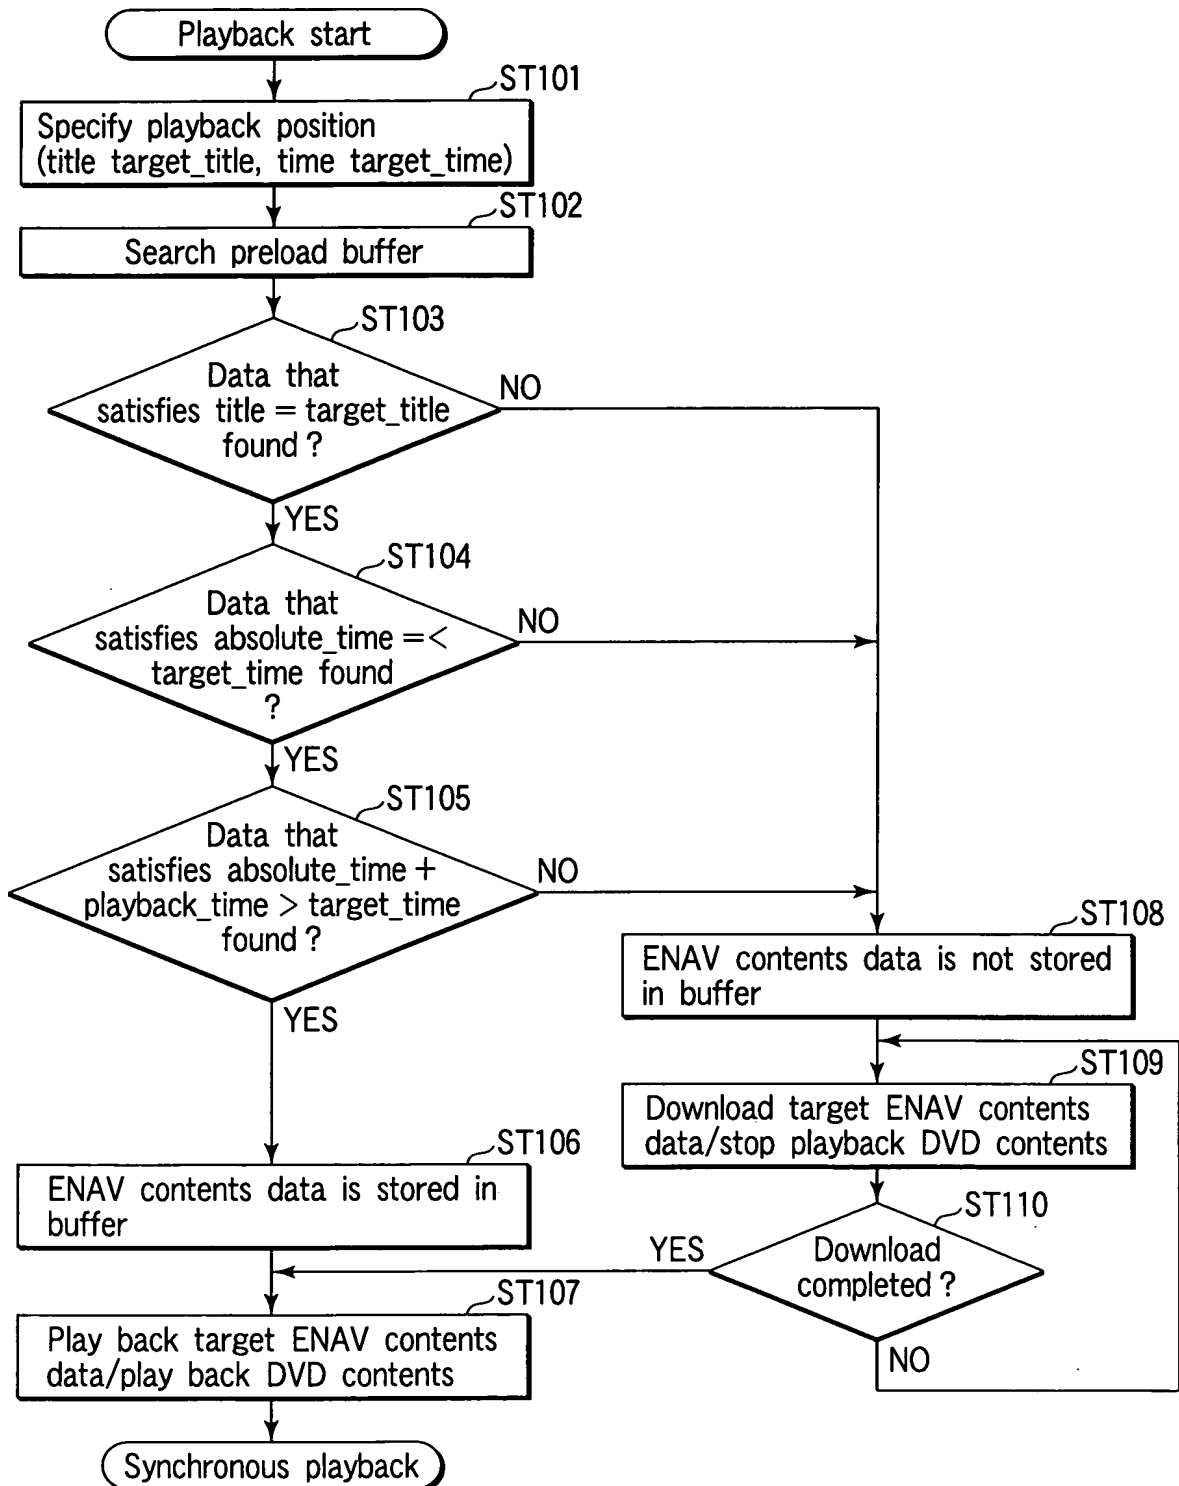 Playback start
ST101
Specify playback position
(title target_title, time target_time)
ST102
Search preload buffer
ST103
Data that
satisfies title = target_title
found ?
NO
YES
ST104
Data that
satisfies absolute_time =<
target_time found
?
NO
YES
ST105
Data that
satisfies absolute_time +
playback_time > target_time
found ?
NO
YES
ST108
ENAV contents data is not stored
in buffer
ST109
Download target ENAV contents
data/stop playback DVD contents
ST106
ENAV contents data is stored in
buffer
ST110
Download
completed ?
YES
NO
ST107
Play back target ENAV contents
data/play back DVD contents
Synchronous playback